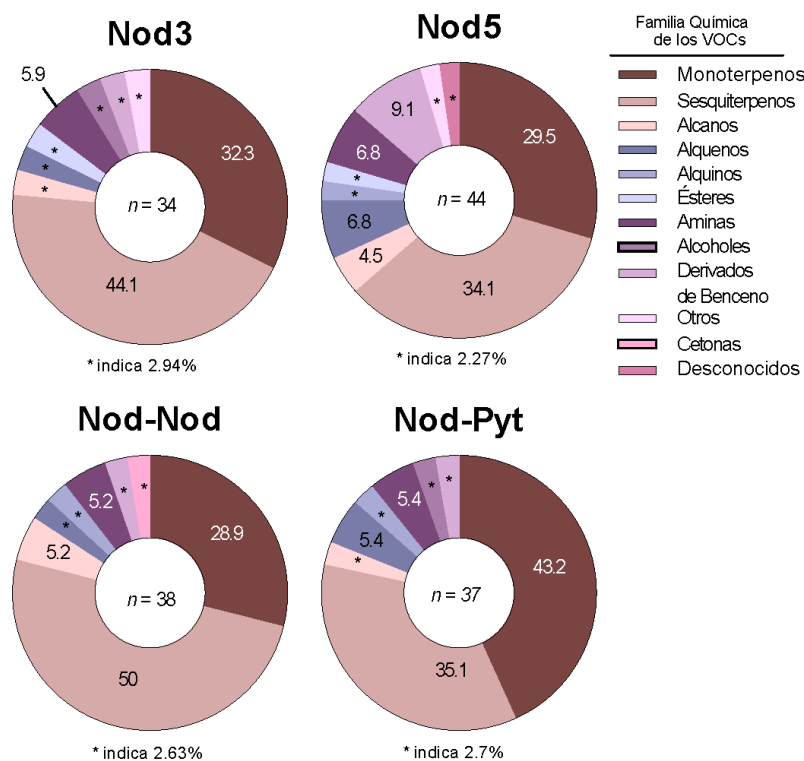 Nod3
5.9
*
*
*
*
*
*
32.3
n = 34
44.1
* indica 2.94%
Nod5
9.1
*
*
6.8
29.5
*
*
n = 44
6.8
4.5
34.1
* indica 2.27%
Familia Química
de los VOCs
Monoterpenos
Sesquiterpenos
Alcanos
Alquenos
Alquinos
Ésteres
Aminas
Alcoholes
Derivados
de Benceno
Otros
Cetonas
Desconocidos
Nod-Nod
5.2
*
*
*
*
28.9
5.2
n = 38
50
* indica 2.63%
Nod-Pyt
5.4
*
*
*
5.4
43.2
*
n = 37
35.1
* indica 2.7%